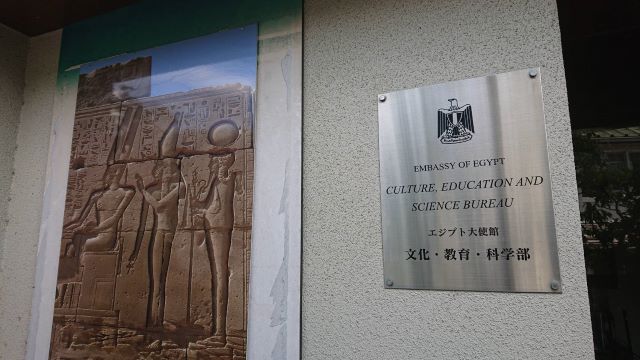 EMBASSY OF EGYPT
CULTURE, EDUCATION AND
SCIENCE BUREAU
エジプト大使館
文化・教育・科学部